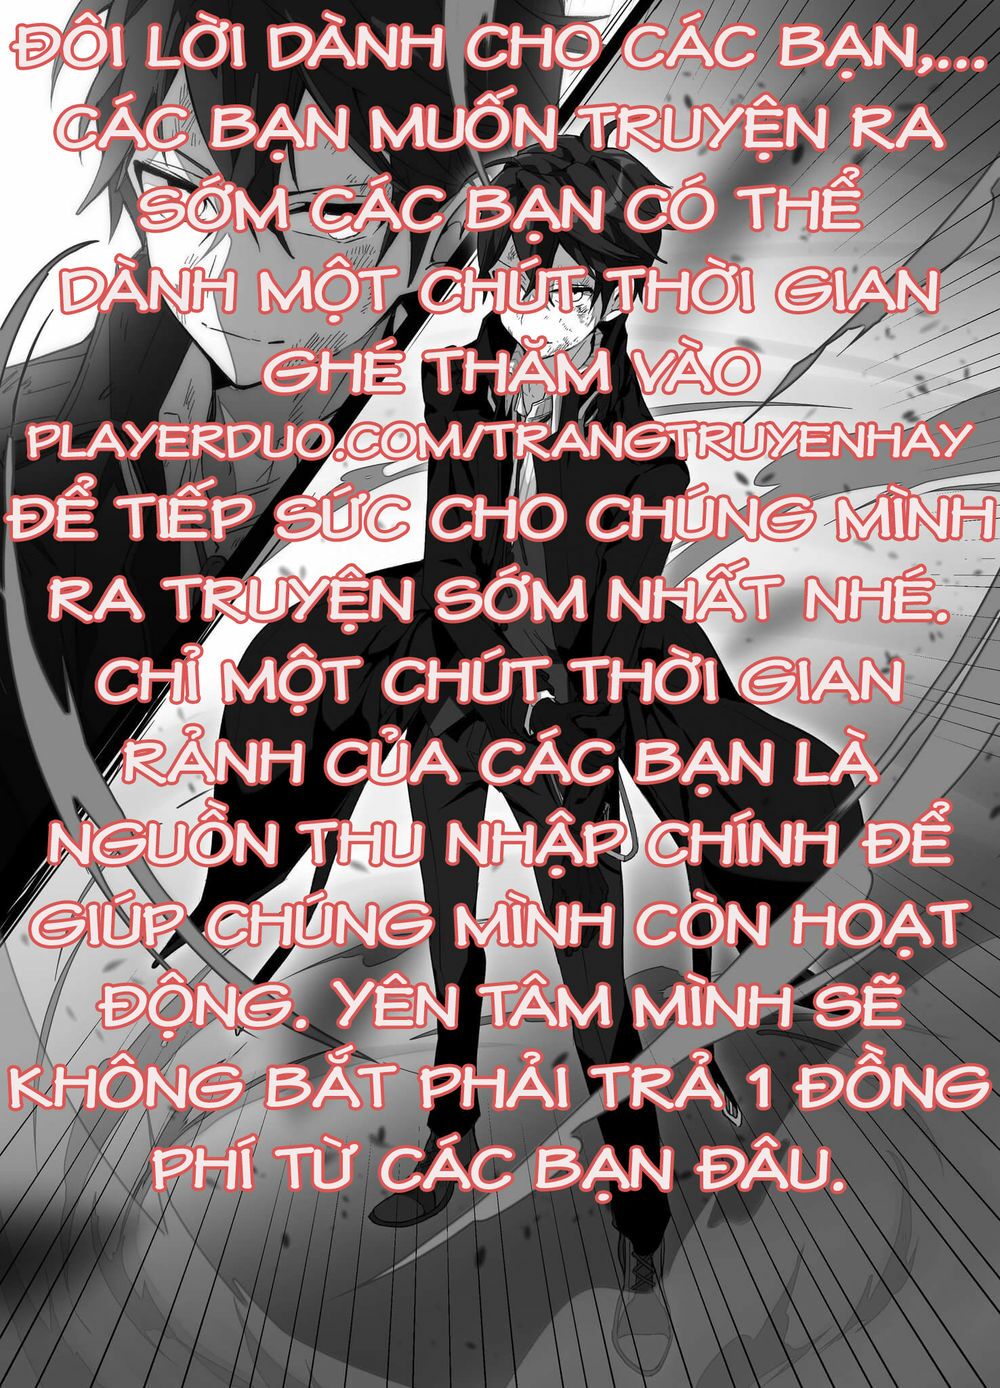 ĐÔI LỜI DÀNH CHO CÁC BẠN,...
CÁC BẠN MUỐN TRUYỆN RA
SỚM CÁC BẠN CÓ THỂ
DÀNH MỘT CHÚT THỜI GIAN
GHÉ THĂM VÀO
PLAYERDUO.COM/TRANGTRUYENHAY
ĐỂ TIẾP SỨC CHO CHÚNG MÌNH
RA TRUYỆN SỚM NHẤT NHÉ.
CHỈ MỘT CHÚT THỜI GIAN
RẢNH CỦA CÁC BẠN LÀ
NGUỒN THU NHẬP CHÍNH ĐỂ
GIÚP CHÚNG MÌNH CÒN HOẠT
ĐỘNG. YÊN TÂM MÌNH SẼ
KHÔNG BẮT PHẢI TRẢ 1 ĐỒNG
PHÍ TỪ CÁC BẠN ĐÂU.